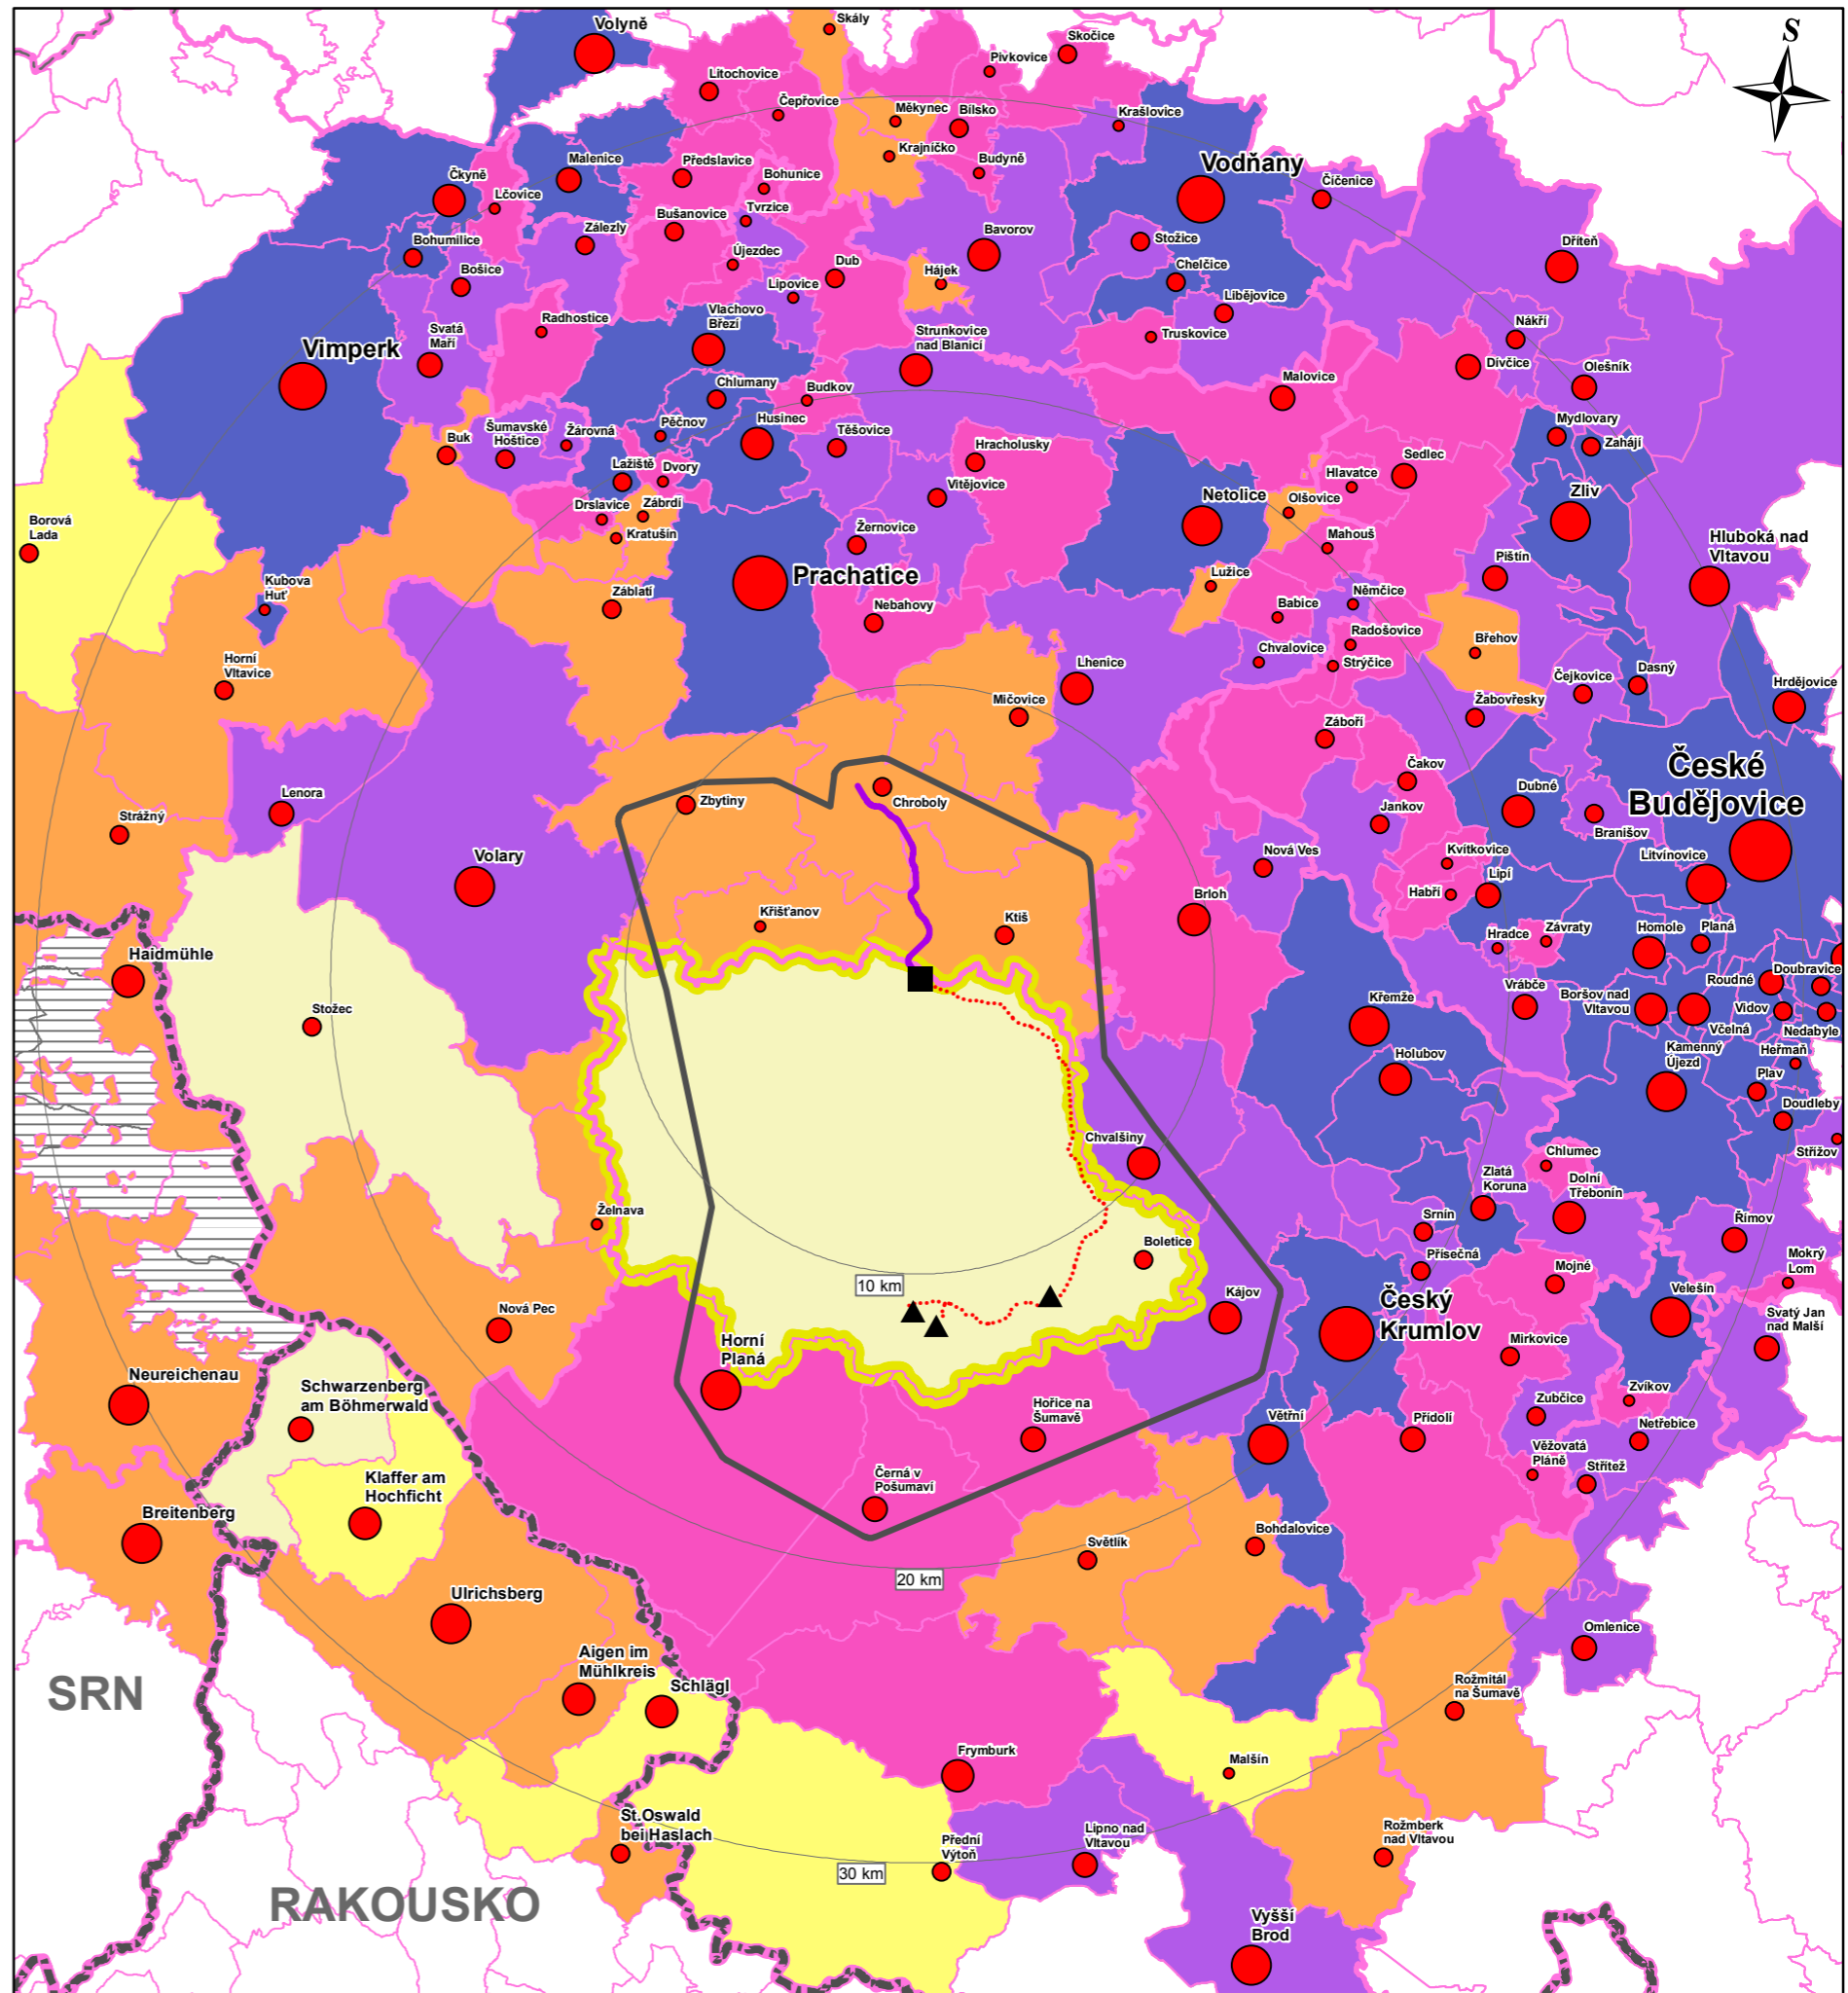 Skály
S
Volyně
Skočice
Pivkovice
Litochovice
Čepřovice
Měkynec
Bílsko
Krašlovice
Krajníčko
Malenice
Předslavice
Budyně
Vodňany
Čkyně
Lčovice
Bohunice
Číčenice
Tvrzice
Bušanovice
Zálezly
Bavorov
Stožice
Dříteň
Bohumilice
Újezdec
Dub
Bošice
Hájek
Chelčice
Lipovice
Libějovice
Radhostice
Vlachovo
Březí
Nákří
Svatá
Maří
Strunkovice
nad Blanicí
Truskovice
Vimperk
Dívčice
Olešník
Malovice
Chlumany
Budkov
Mydlovary
Husinec
Pěčnov
Zahájí
Šumavské
Hoštice
Žárovná
Těšovice
Buk
Hracholusky
Sedlec
Lažiště
Dvory
Hlavatce
Vitějovice
Netolice
Olšovice
Zliv
Drslavice
Zábrdí
Borová
Lada
Kratušín
Žernovice
Mahouš
Hluboká nad
Vltavou
Pištín
Prachatice
Lužice
Kubova
Huť
Záblatí
Němčice
Babice
Nebahovy
Radošovice
Břehov
Chvalovice
Strýčice
Horní
Vltavice
Lhenice
Čejkovice
Dasný
Hrdějovice
Mičovice
Žabovřesky
Záboří
České
Budějovice
Čakov
Dubné
Lenora
Zbytiny
Chroboly
Jankov
Strážný
Branišov
Litvínovice
Volary
Nová Ves
Kvítkovice
Lipí
Habří
Brloh
Křišťanov
Ktiš
Hradce
Závraty
Homole
Planá
Haidmühle
Doubravice
Roudné
Stožec
Vrábče
Křemže
Boršov nad
Vltavou
Vidov
Včelná
Nedabyle
Kamenný
Újezd
Holubov
Heřmaň
Plav
Doudleby
Chvalšiny
Střížov
Chlumec
Zlatá
Koruna
Dolní
Třebonín
Želnava
Srnín
Římov
Boletice
Přísečná
Mojné
Mokrý
Lom
10 km
Kájov
Český
Krumlov
Velešín
Nová Pec
Svatý Jan
nad Malší
Horní
Planá
Mirkovice
Neureichenau
Schwarzenberg
am Böhmerwald
Zvíkov
Zubčice
Hořice na
Šumavě
Větřní
Přídolí
Netřebice
Věžovatá
Pláně
Střítež
Klaffer am
Hochficht
Černá v
Pošumaví
Breitenberg
Bohdalovice
Světlík
20 km
Ulrichsberg
Omlenice
Aigen im
Mühlkreis
Schlägl
SRN
Rožmitál
na Šumavě
Frymburk
Malšín
St.Oswald
bei Haslach
Přední
Výtoň
Lipno nad
Vltavou
Rožmberk
nad Vltavou
30 km
RAKOUSKO
Vyšší
Brod